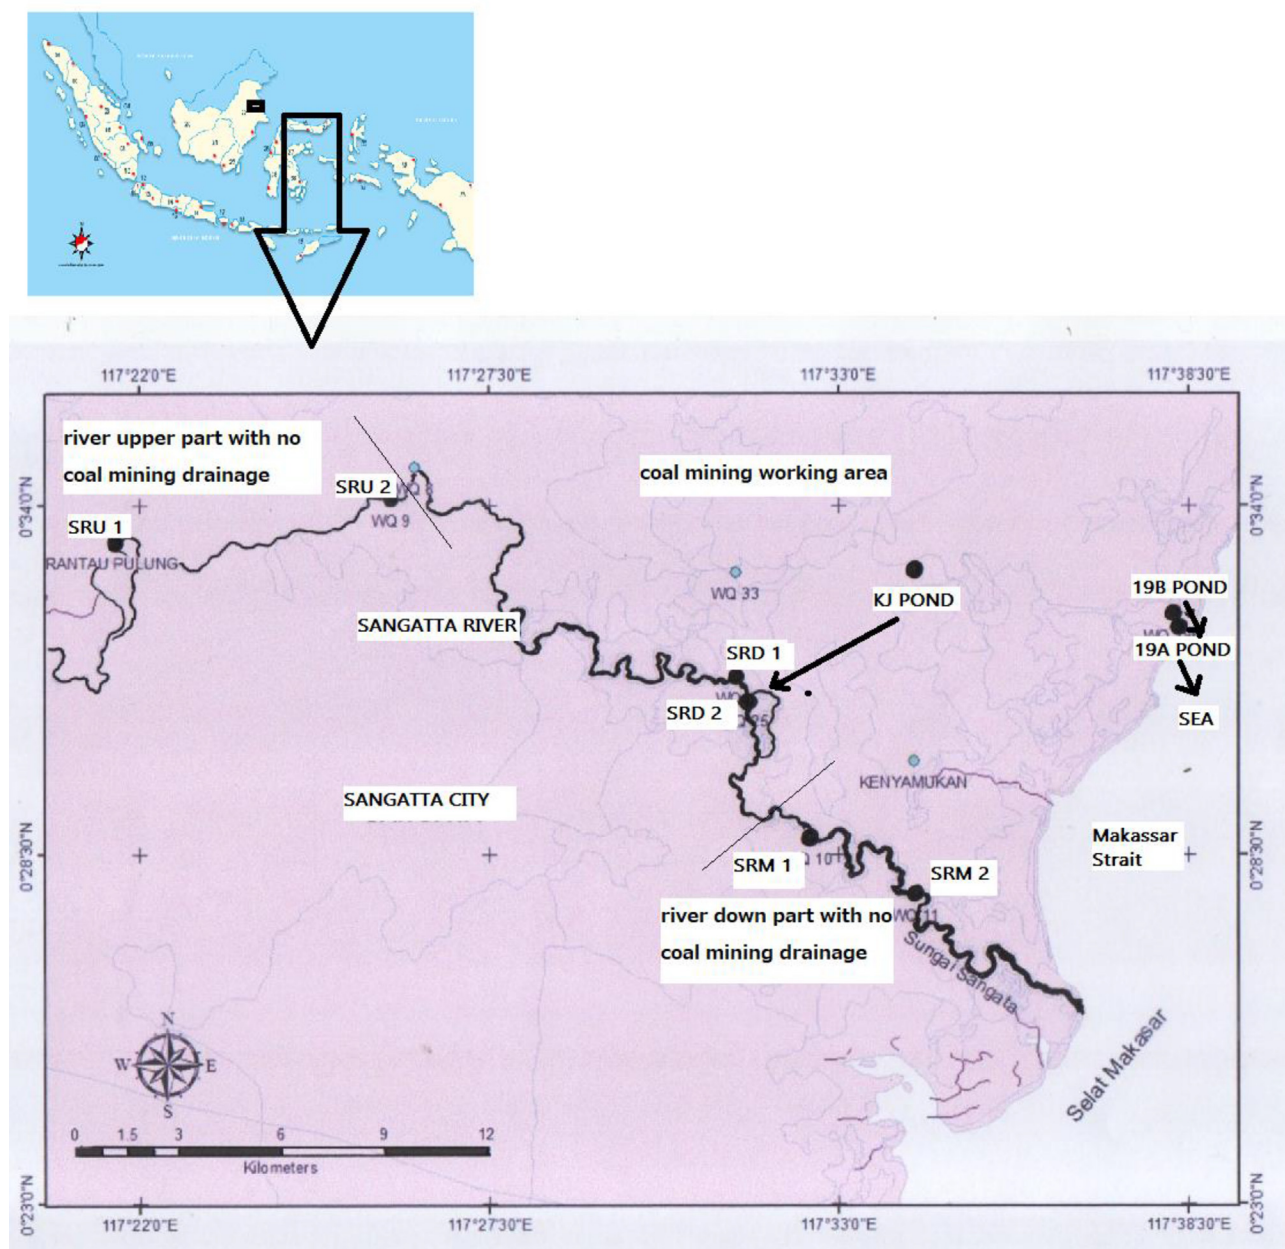 117°22'0"E
117°27'30"E
117°33'0"E
117°38'30"E
river upper part with no
coal mining drainage
coal mining working area
SRU 2
WQ 8
0°34'0"N
0°34'0"N
SRU 1
WQ 9
RANTAU PULUNG
WQ 33
KJ POND
19B POND
SANGATTA RIVER
19A POND
SRD 1
SRD 2
SEA
KENYAMUKAN
SANGATTA CITY
Makassar
Strait
0°28'30"N
0°28'30"N
SRM 1
SRM 2
WQ 11
river down part with no
coal mining drainage
Sungai Sangata
Selat Makasar
N
W
E
S
0
1.5
3
6
9
12
Kilometers
0°23'0"N
0°23'0"N
117°22'0"E
117°27'30"E
117°33'0"E
117°38'30"E